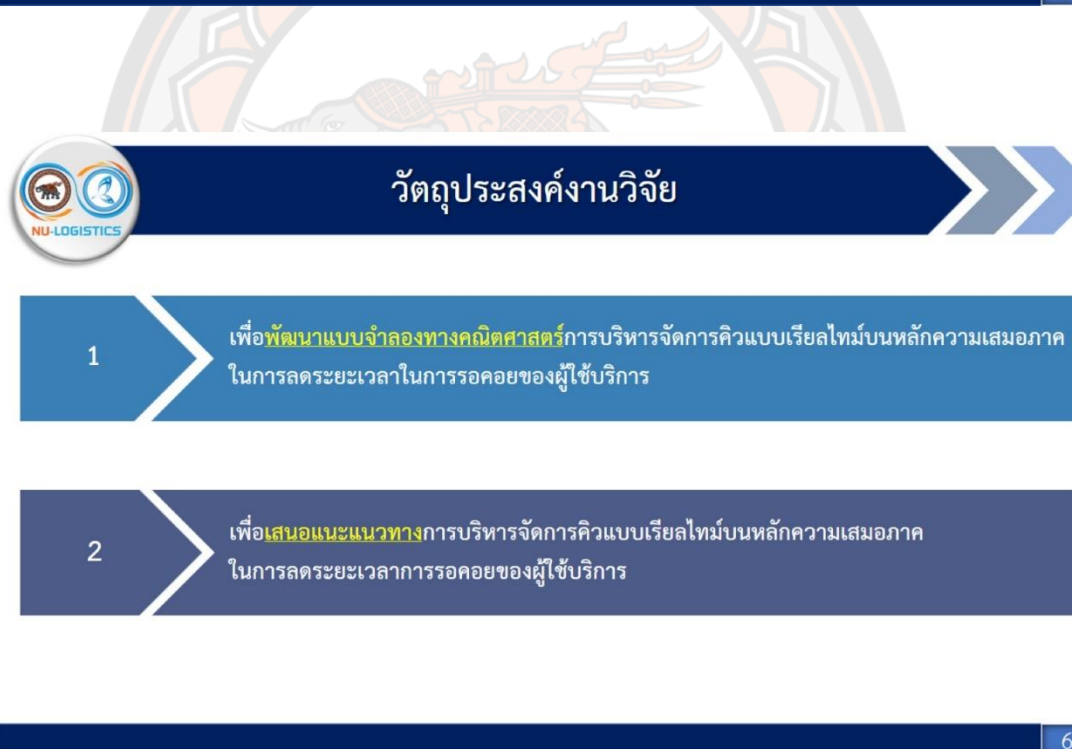 วัตถุประสงค์งานวิจัย
NU-LOGISTICS
1
เพื่อพัฒนาแบบจำลองทางคณิตศาสตร์การบริหารจัดการคิวแบบเรียลไทม์บนหลักความเสมอภาค
ในการลดระยะเวลาในการรอคอยของผู้ใช้บริการ
2
เพื่อเสนอแนะแนวทางการบริหารจัดการคิวแบบเรียลไทม์บนหลักความเสมอภาค
ในการลดระยะเวลาการรอคอยของผู้ใช้บริการ
6